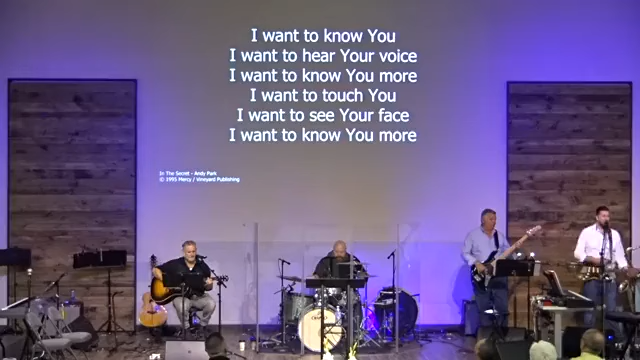 I want to know You
I want to hear Your voice
I want to know You more
I want to touch You
I want to see Your face
I want to know You more
In The Secret - Andy Park
© 1995 Mercy / Vineyard Publishing